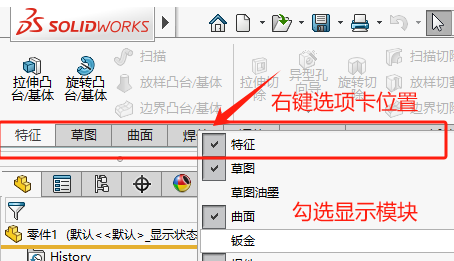 SOLIDWORKS
拉伸凸台/基体
旋转凸台/基体
扫描
放样凸台/基体
边界凸台/基体
拉伸切除
异型孔向导
旋转切除
扫描切除
放样切割
边界切除
右键选项卡位置
特征
草图
曲面
特征
草图
草图油墨
曲面
钣金
勾选显示模块
零件1 (默认<<默认>_显示状态
History